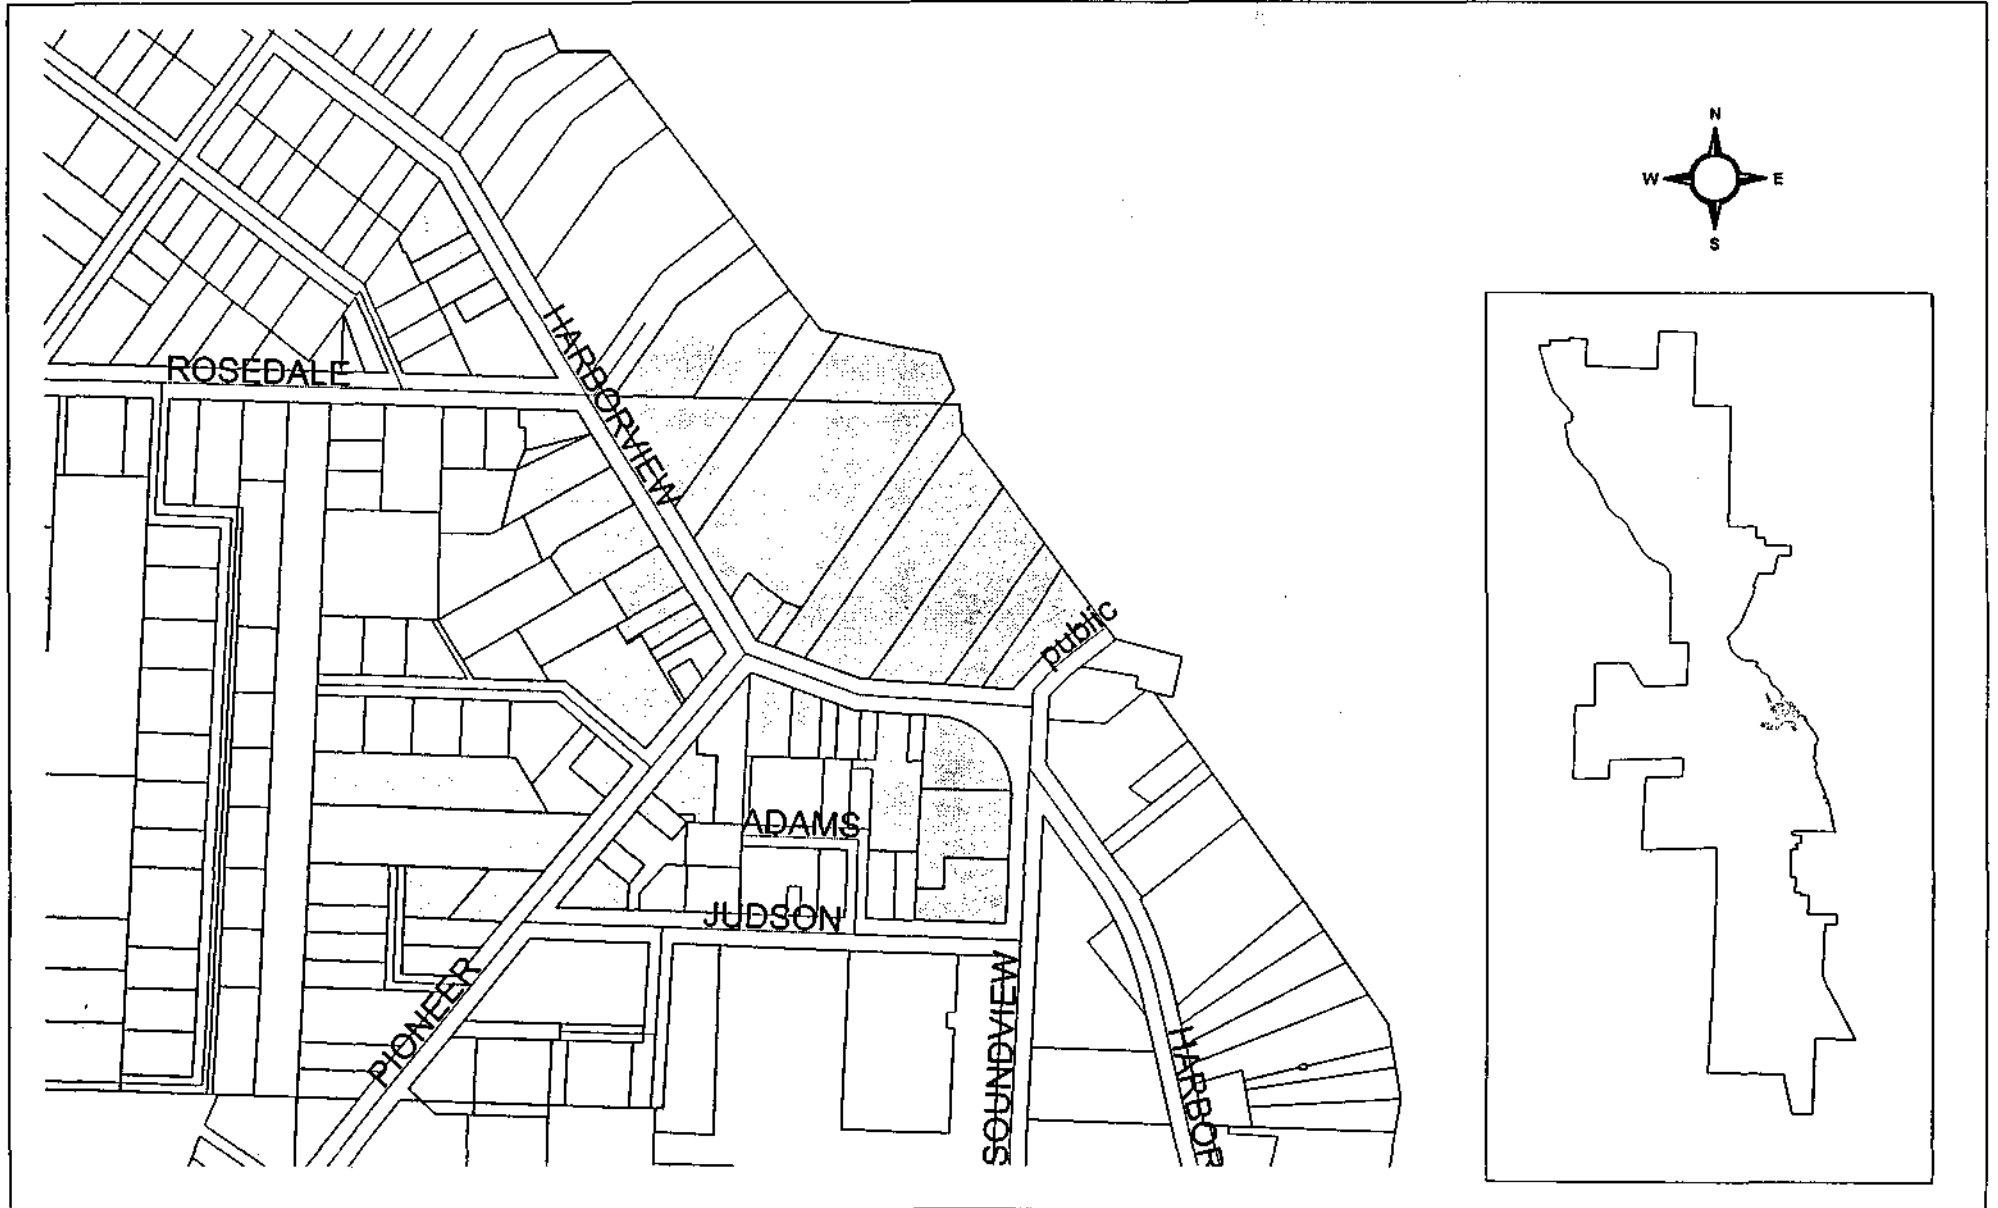 N
W
E
S
HARBORVIEW
ROSEDALE
public
ADAMS
JUDSON
PIONEER
SOUNDVIEW
HARBOR